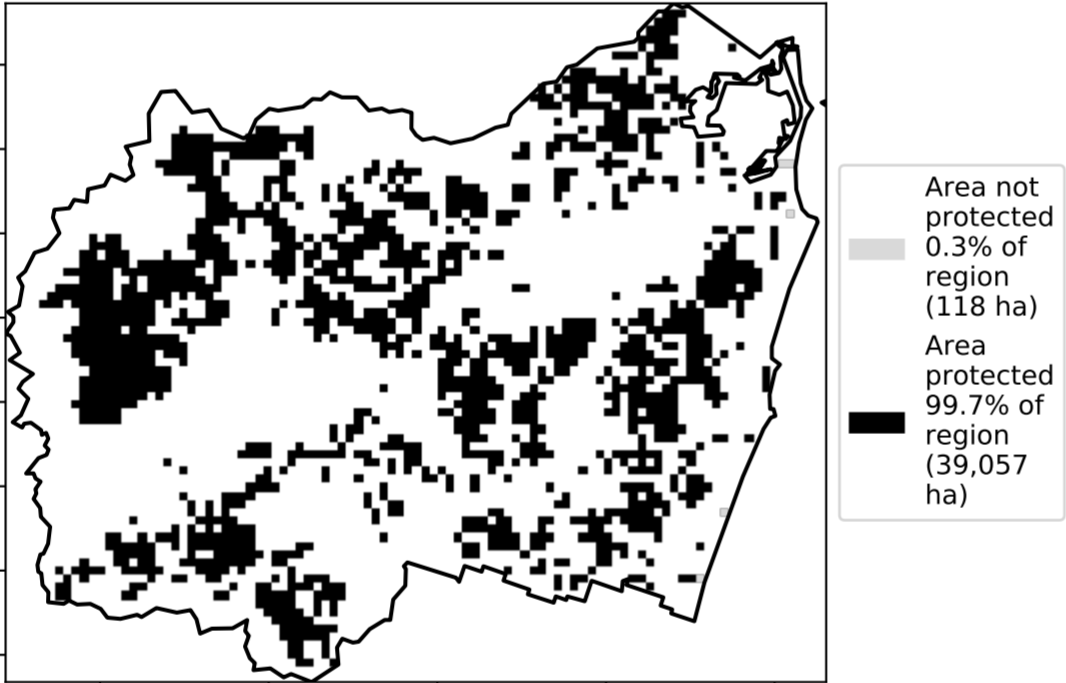 Area not
protected
0.3% of
region
(118 ha)
Area
protected
99.7% of
region
(39,057
ha)